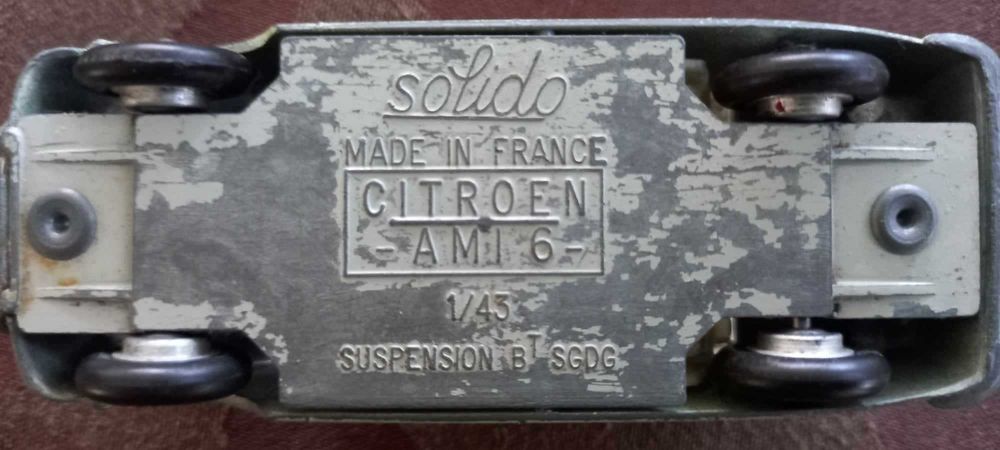 solido
MADE IN FRANCE
CITROEN
- AMI 6 -
1/43
SUSPENSION BT SGDG